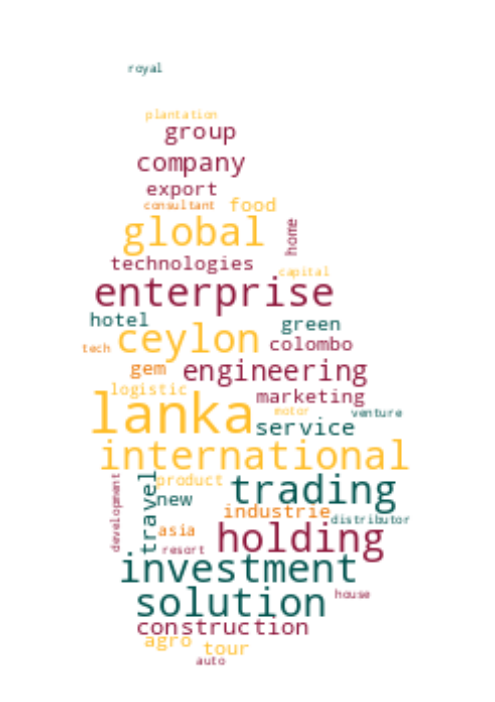 royal
plantation
group
company
export
consultant food
global home
technologies
capital
enterprise
hotel green
ceylon colombo
tech
gem engineering
logistic marketing
lanka motor venture
service
international
product trading
development travel new
industrie distributor
asia holding
resort
investment
solution house
construction
agro tour
auto